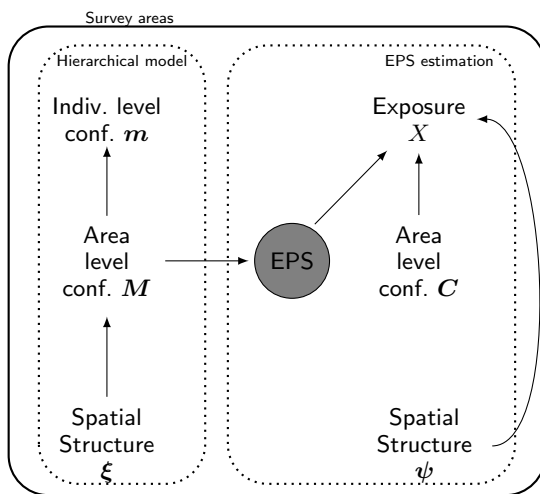 Survey areas
Hierarchical model
EPS estimation
Indiv. level
conf. m
Exposure
X
Area
level
conf. M
EPS
Area
level
conf. C
Spatial
Structure
ξ
Spatial
Structure
ψ